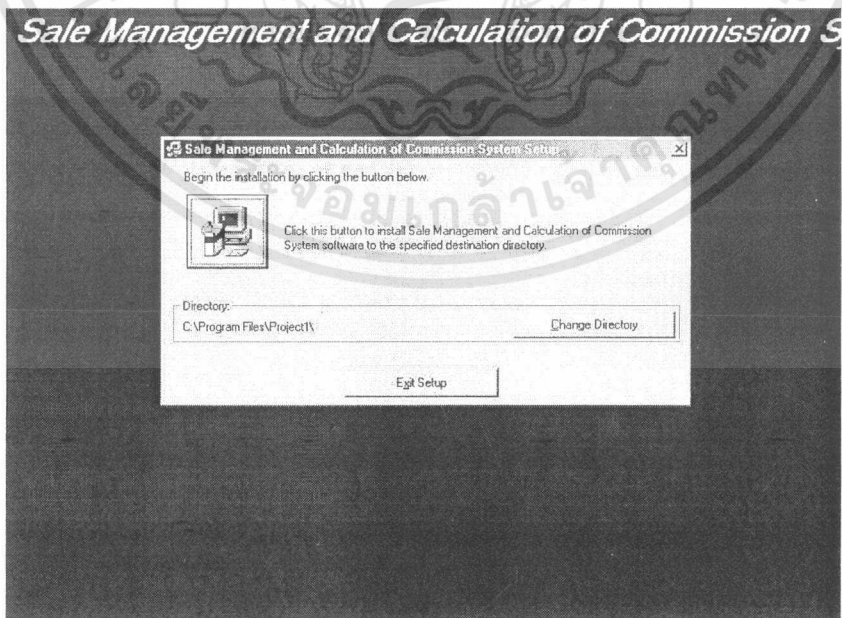 Sale Management and Calculation of Commission S
Sale Management and Calculation of Commission System Setup
Begin the installation by clicking the button below.
Click this button to install Sale Management and Calculation of Commission
System software to the specified destination directory.
Directory:
C:\Program Files\Project1\
Change Directory
Exit Setup